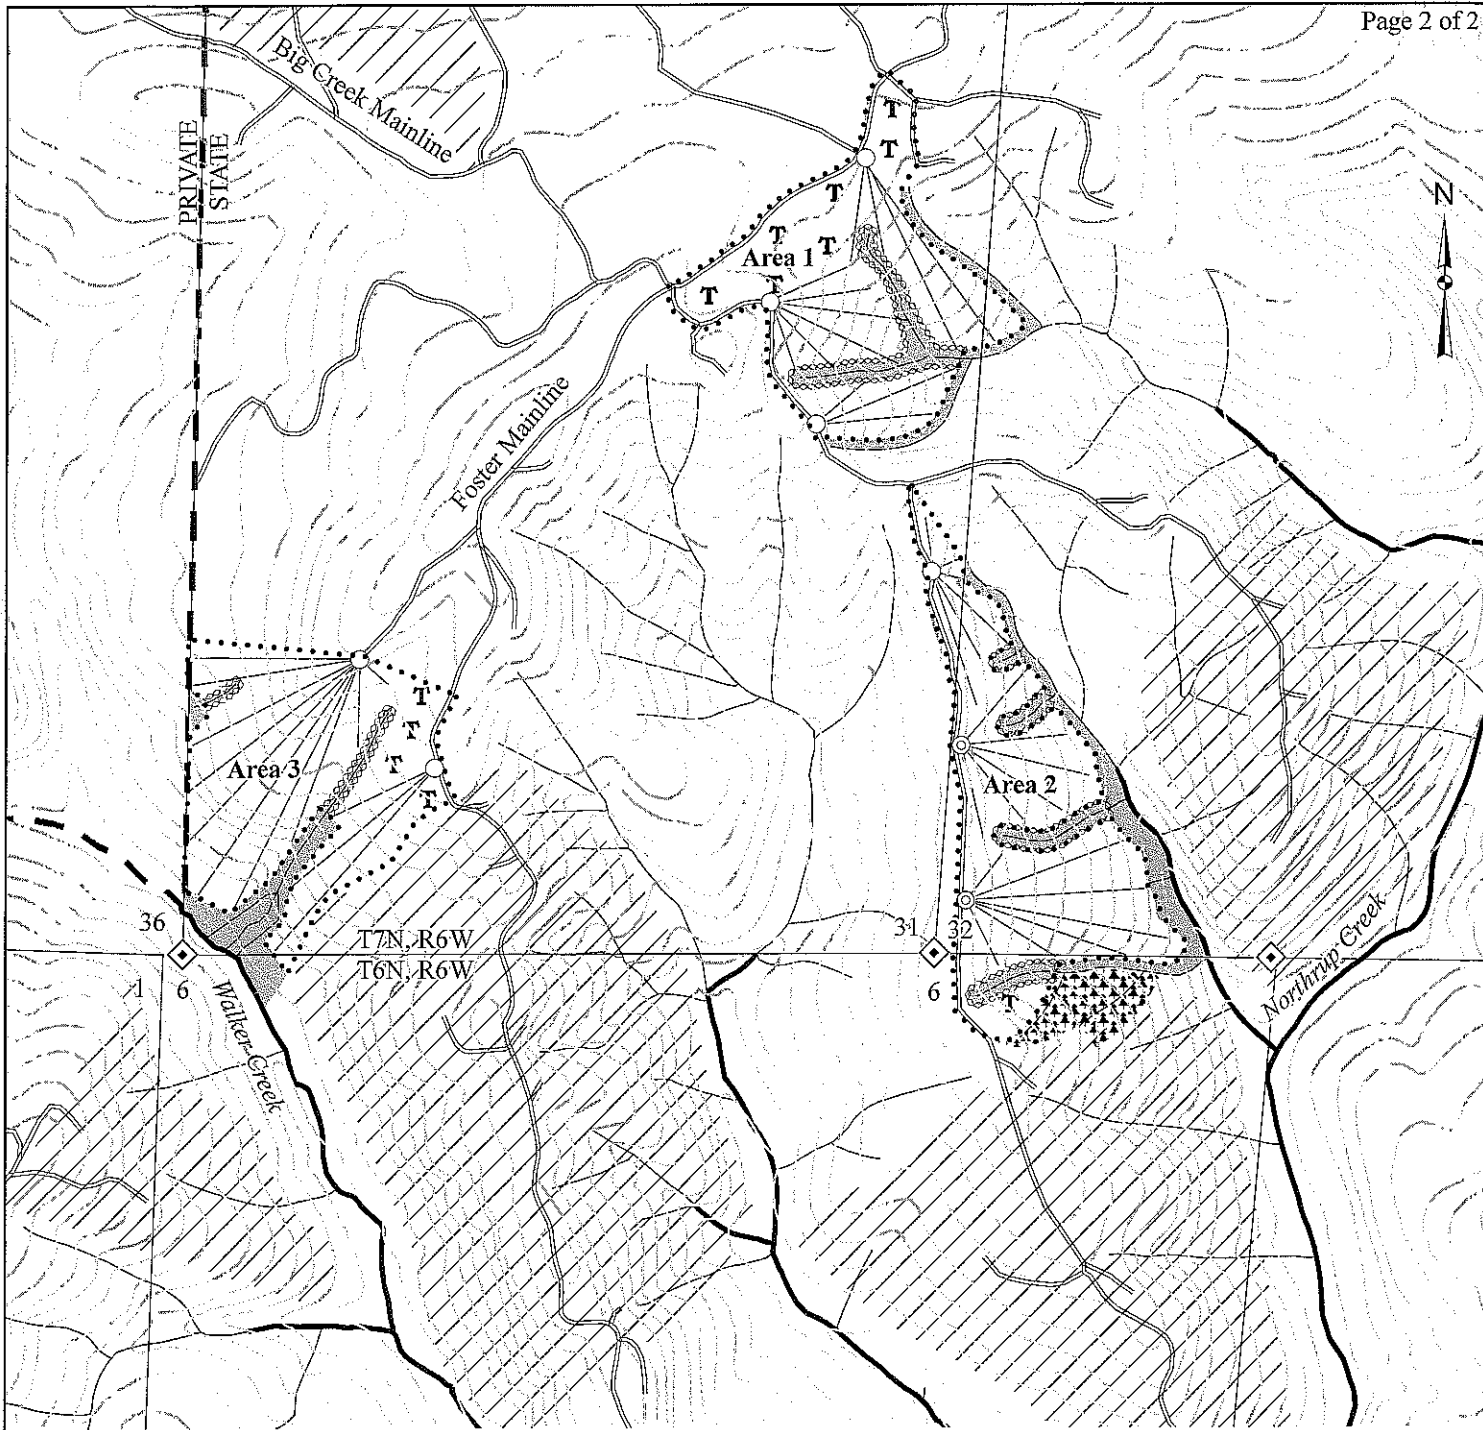 Page 2 of 2
Big Creek Mainline
PRIVATE
STATE
N
T
T
T
T
T
Area 1
T
T
Foster Mainline
T
T
T
T
Area 3
Area 2
36
31
32
T7N, R6W
T6N, R6W
1
6
6
T
Walker Creek
Northrup Creek